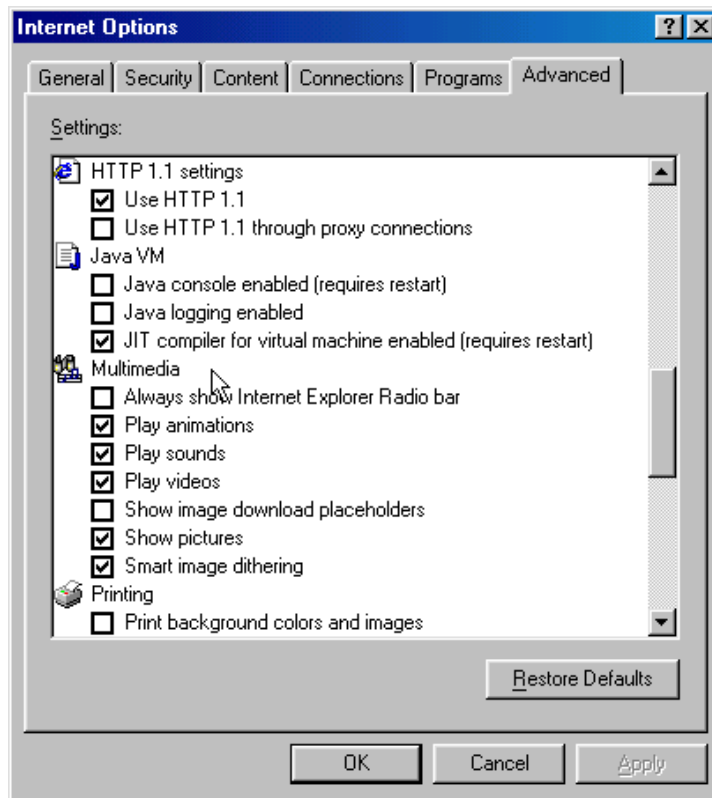 Internet Options
General Security Content Connections Programs Advanced
Settings:
HTTP 1.1 settings
Use HTTP 1.1
Use HTTP 1.1 through proxy connections
Java VM
Java console enabled (requires restart)
Java logging enabled
JIT compiler for virtual machine enabled (requires restart)
Multimedia
Always show Internet Explorer Radio bar
Play animations
Play sounds
Play videos
Show image download placeholders
Show pictures
Smart image dithering
Printing
Print background colors and images
Restore Defaults
OK Cancel Apply